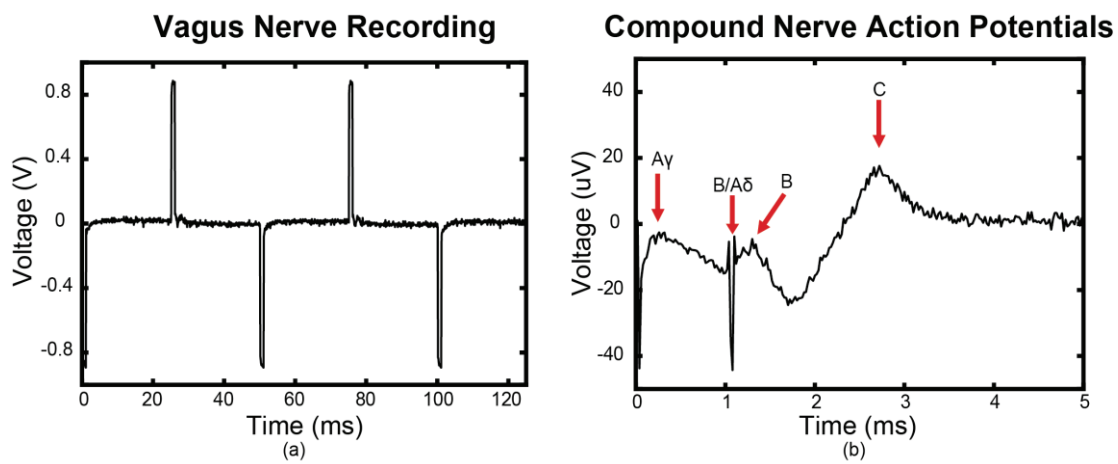 Vagus Nerve Recording
Voltage (V)
0.8
0.4
0
-0.4
-0.8
0
20
40
60
80
100
120
Time (ms)
(a)
Compound Nerve Action Potentials
Voltage (uV)
40
20
0
-20
-40
Aγ
B/Aδ
B
C
0
1
2
3
4
5
Time (ms)
(b)